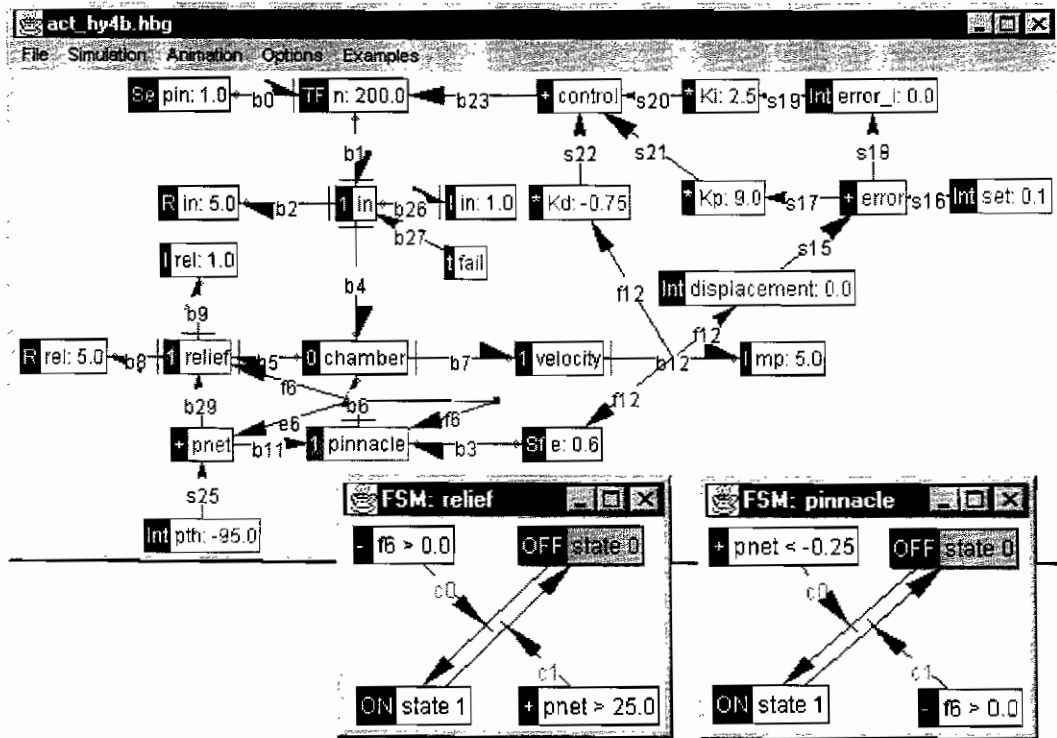 act_hy4b.hbg
File Simulation Animation Options Examples
Se pin: 1.0 b0 TF n: 200.0 b23 + control s20 * Ki: 2.5 s19 Int error_i: 0.0
b1 s22 s21 s18
R in: 5.0 b2 1 in b26 I in: 1.0 * Kd: -0.75 * Kp: 9.0 s17 + error s16 Int set: 0.1
b27
t fail
s15
I rel: 1.0
b4 f12 Int displacement: 0.0
b9 f12
R rel: 5.0 b8 1 relief b5 0 chamber b7 1 velocity b12 I mp: 5.0
f6
b29 e6 b6 f6 f12
+ pnet b11 1 pinnacle b3 Sf e: 0.6
s25
Int pth: -95.0
FSM: relief
- f6 > 0.0 OFF state 0
c0
c1
ON state 1 + pnet > 25.0
FSM: pinnacle
+ pnet < -0.25 OFF state 0
c0
c1
ON state 1 - f6 > 0.0